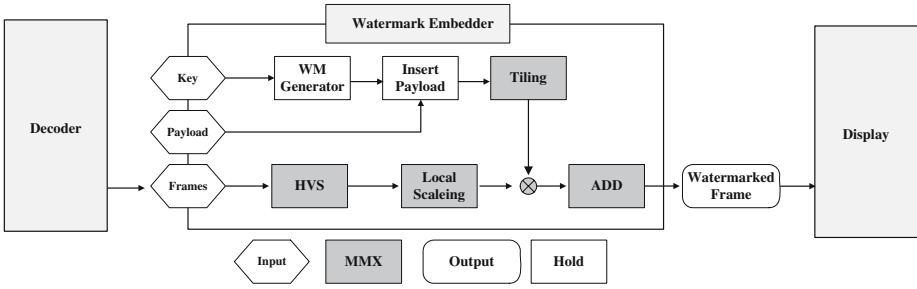 Watermark Embedder
Key
WM
Generator
Insert
Payload
Tiling
Decoder
Payload
Display
Frames
HVS
Local
Scaleing
ADD
Watermarked
Frame
Input
MMX
Output
Hold